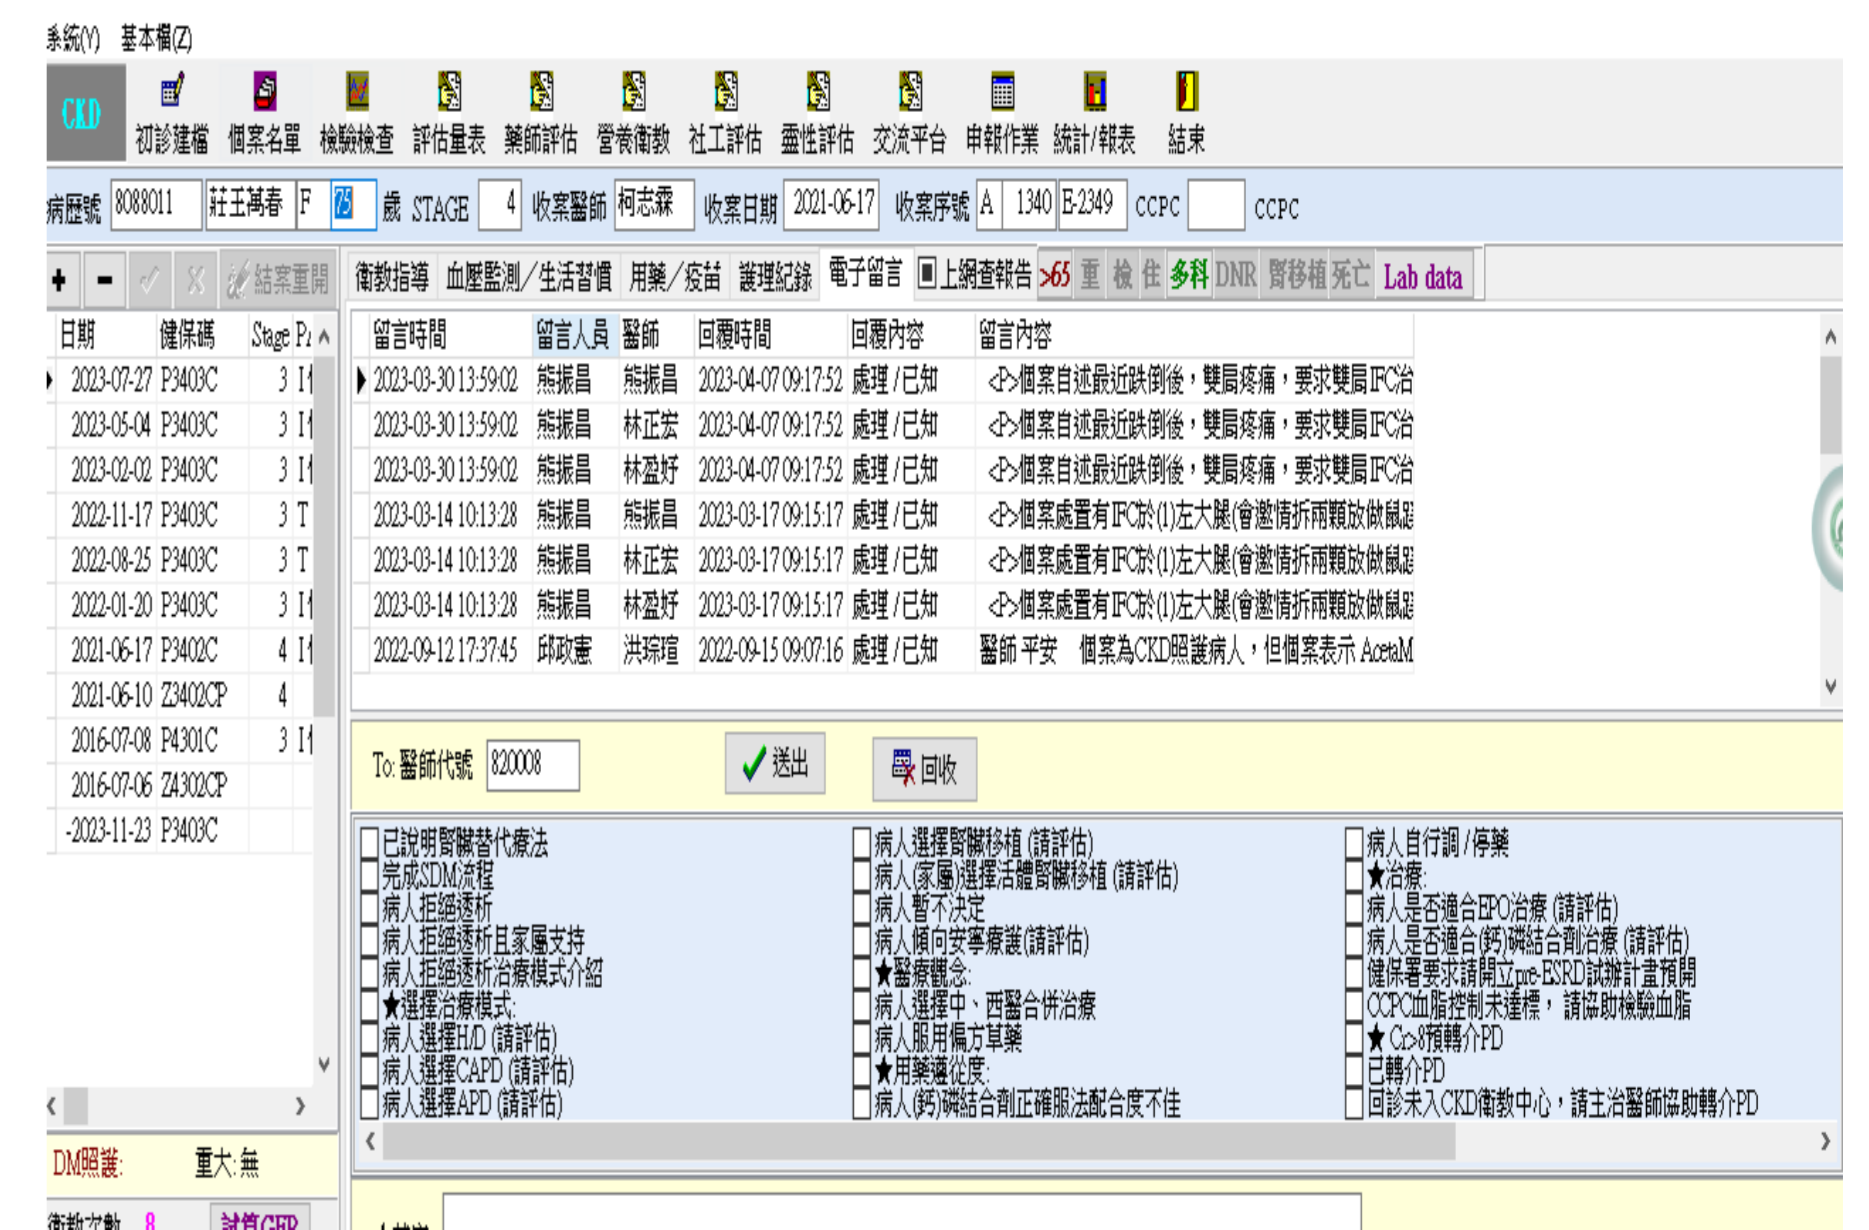 系統(Y) 基本檔(Z)
CKD 初診建檔 個案名單 檢驗檢查 評估量表 藥師評估 營養衛教 社工評估 靈性評估 交流平台 申報作業 統計/報表 結束
病歷號 8088011 莊王萬春 F 75 歲 STAGE 4 收案醫師 柯志霖 收案日期 2021-06-17 收案序號 A 1340 E-2349 CCPC CCPC
+ - 結案重開 衛教指導 血壓監測/生活習慣 用藥/疫苗 護理紀錄 電子留言 上網查報告 >65 重 檢 住 多科 DNR 腎移植 死亡 Lab data
日期 健保碼 Stage
2023-07-27 P3403C 3
2023-05-04 P3403C 3
2023-02-02 P3403C 3
2022-11-17 P3403C 3 T
2022-08-25 P3403C 3 T
2022-01-20 P3403C 3
2021-06-17 P3402C 4
2021-06-10 Z3402CP 4
2016-07-08 P4301C 3
2016-07-06 Z4302CP
-2023-11-23 P3403C
DM照護: 重大:無
衛教次數 8 試算GFR
留言時間 留言人員 醫師 回覆時間 回覆內容 留言內容
2023-03-30 13:59:02 熊振昌 熊振昌 2023-04-07 09:17:52 處理/已知 <P>個案自述最近跌倒後，雙肩疼痛，要求雙肩IFC治
2023-03-30 13:59:02 熊振昌 林正宏 2023-04-07 09:17:52 處理/已知 <P>個案自述最近跌倒後，雙肩疼痛，要求雙肩IFC治
2023-03-30 13:59:02 熊振昌 林盈妤 2023-04-07 09:17:52 處理/已知 <P>個案自述最近跌倒後，雙肩疼痛，要求雙肩IFC治
2023-03-14 10:13:28 熊振昌 熊振昌 2023-03-17 09:15:17 處理/已知 <P>個案處置有IFC於(1)左大腿(會邀情拆兩顆放做鼠蹊
2023-03-14 10:13:28 熊振昌 林正宏 2023-03-17 09:15:17 處理/已知 <P>個案處置有IFC於(1)左大腿(會邀情拆兩顆放做鼠蹊
2023-03-14 10:13:28 熊振昌 林盈妤 2023-03-17 09:15:17 處理/已知 <P>個案處置有IFC於(1)左大腿(會邀情拆兩顆放做鼠蹊
2022-09-12 17:37:45 邱政憲 洪琮瑄 2022-09-15 09:07:16 處理/已知 醫師 平安 個案為CKD照護病人，但個案表示 AcetaM
To: 醫師代號 820008 送出 回收
已說明腎臟替代療法
完成SDM流程
病人拒絕透析
病人拒絕透析且家屬支持
病人拒絕透析治療模式介紹
★選擇治療模式:
病人選擇H/D (請評估)
病人選擇CAPD (請評估)
病人選擇APD (請評估)
病人選擇腎臟移植 (請評估)
病人(家屬)選擇活體腎臟移植 (請評估)
病人暫不決定
病人傾向安寧療護(請評估)
★醫療觀念:
病人選擇中、西醫合併治療
病人服用偏方草藥
★用藥遵從度:
病人(鈣)磷結合劑正確服法配合度不佳
病人自行調/停藥
★治療:
病人是否適合EPO治療 (請評估)
病人是否適合(鈣)磷結合劑治療 (請評估)
健保署要求請開立pre-ESRD試辦計畫預開
CCPC血脂控制未達標， 請協助檢驗血脂
★ Cr>8預轉介PD
已轉介PD
回診未入CKD衛教中心，請主治醫師協助轉介PD